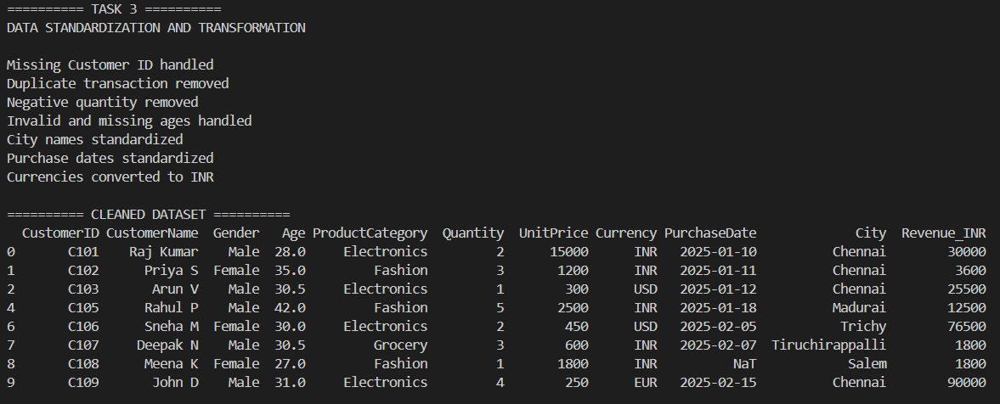 ========== TASK 3 ==========
DATA STANDARDIZATION AND TRANSFORMATION
Missing Customer ID handled
Duplicate transaction removed
Negative quantity removed
Invalid and missing ages handled
City names standardized
Purchase dates standardized
Currencies converted to INR
========== CLEANED DATASET ==========
CustomerID CustomerName Gender Age ProductCategory Quantity UnitPrice Currency PurchaseDate City Revenue_INR
0 C101 Raj Kumar Male 28.0 Electronics 2 15000 INR 2025-01-10 Chennai 30000
1 C102 Priya S Female 35.0 Fashion 3 1200 INR 2025-01-11 Chennai 3600
2 C103 Arun V Male 30.5 Electronics 1 300 USD 2025-01-12 Chennai 25500
4 C105 Rahul P Male 42.0 Fashion 5 2500 INR 2025-01-18 Madurai 12500
6 C106 Sneha M Female 30.0 Electronics 2 450 USD 2025-02-05 Trichy 76500
7 C107 Deepak N Male 30.5 Grocery 3 600 INR 2025-02-07 Tiruchirappalli 1800
8 C108 Meena K Female 27.0 Fashion 1 1800 INR NaT Salem 1800
9 C109 John D Male 31.0 Electronics 4 250 EUR 2025-02-15 Chennai 90000